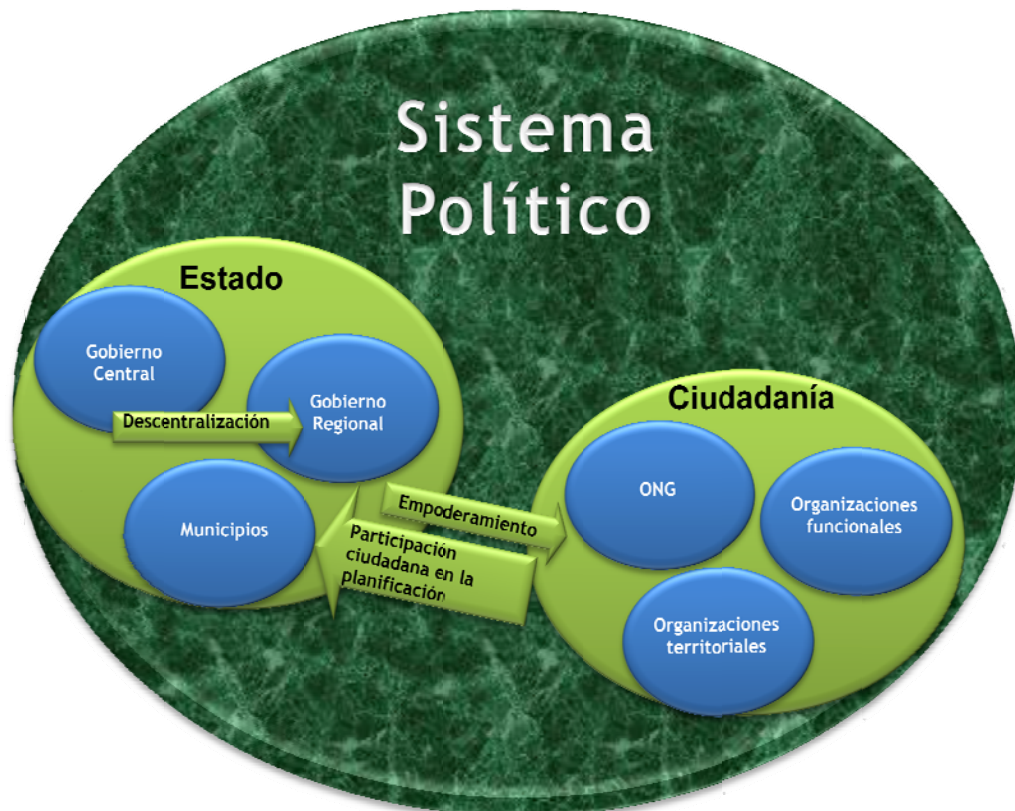 Sistema
Político
Estado
Gobierno
Central
Gobierno
Regional
Descentralización
Municipios
Ciudadanía
ONG
Organizaciones
funcionales
Organizaciones
territoriales
Empoderamiento
Participación
ciudadana en la
planificación